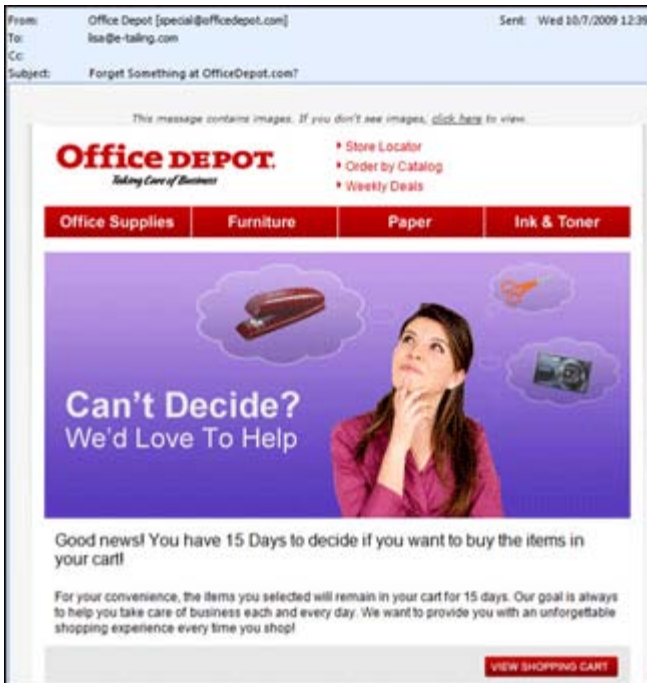 From: Office Depot [special@officedepot.com] Sent: Wed 10/7/2009 12:39
To: lisa@e-tailing.com
Cc:
Subject: Forget Something at OfficeDepot.com?
This message contains images. If you don't see images, click here to view.
Office DEPOT.
Taking Care of Business
Store Locator
Order by Catalog
Weekly Deals
Office Supplies Furniture Paper Ink & Toner
Can't Decide?
We'd Love To Help
Good news! You have 15 Days to decide if you want to buy the items in
your cart!
For your convenience, the items you selected will remain in your cart for 15 days. Our goal is always
to help you take care of business each and every day. We want to provide you with an unforgettable
shopping experience every time you shop!
VIEW SHOPPING CART